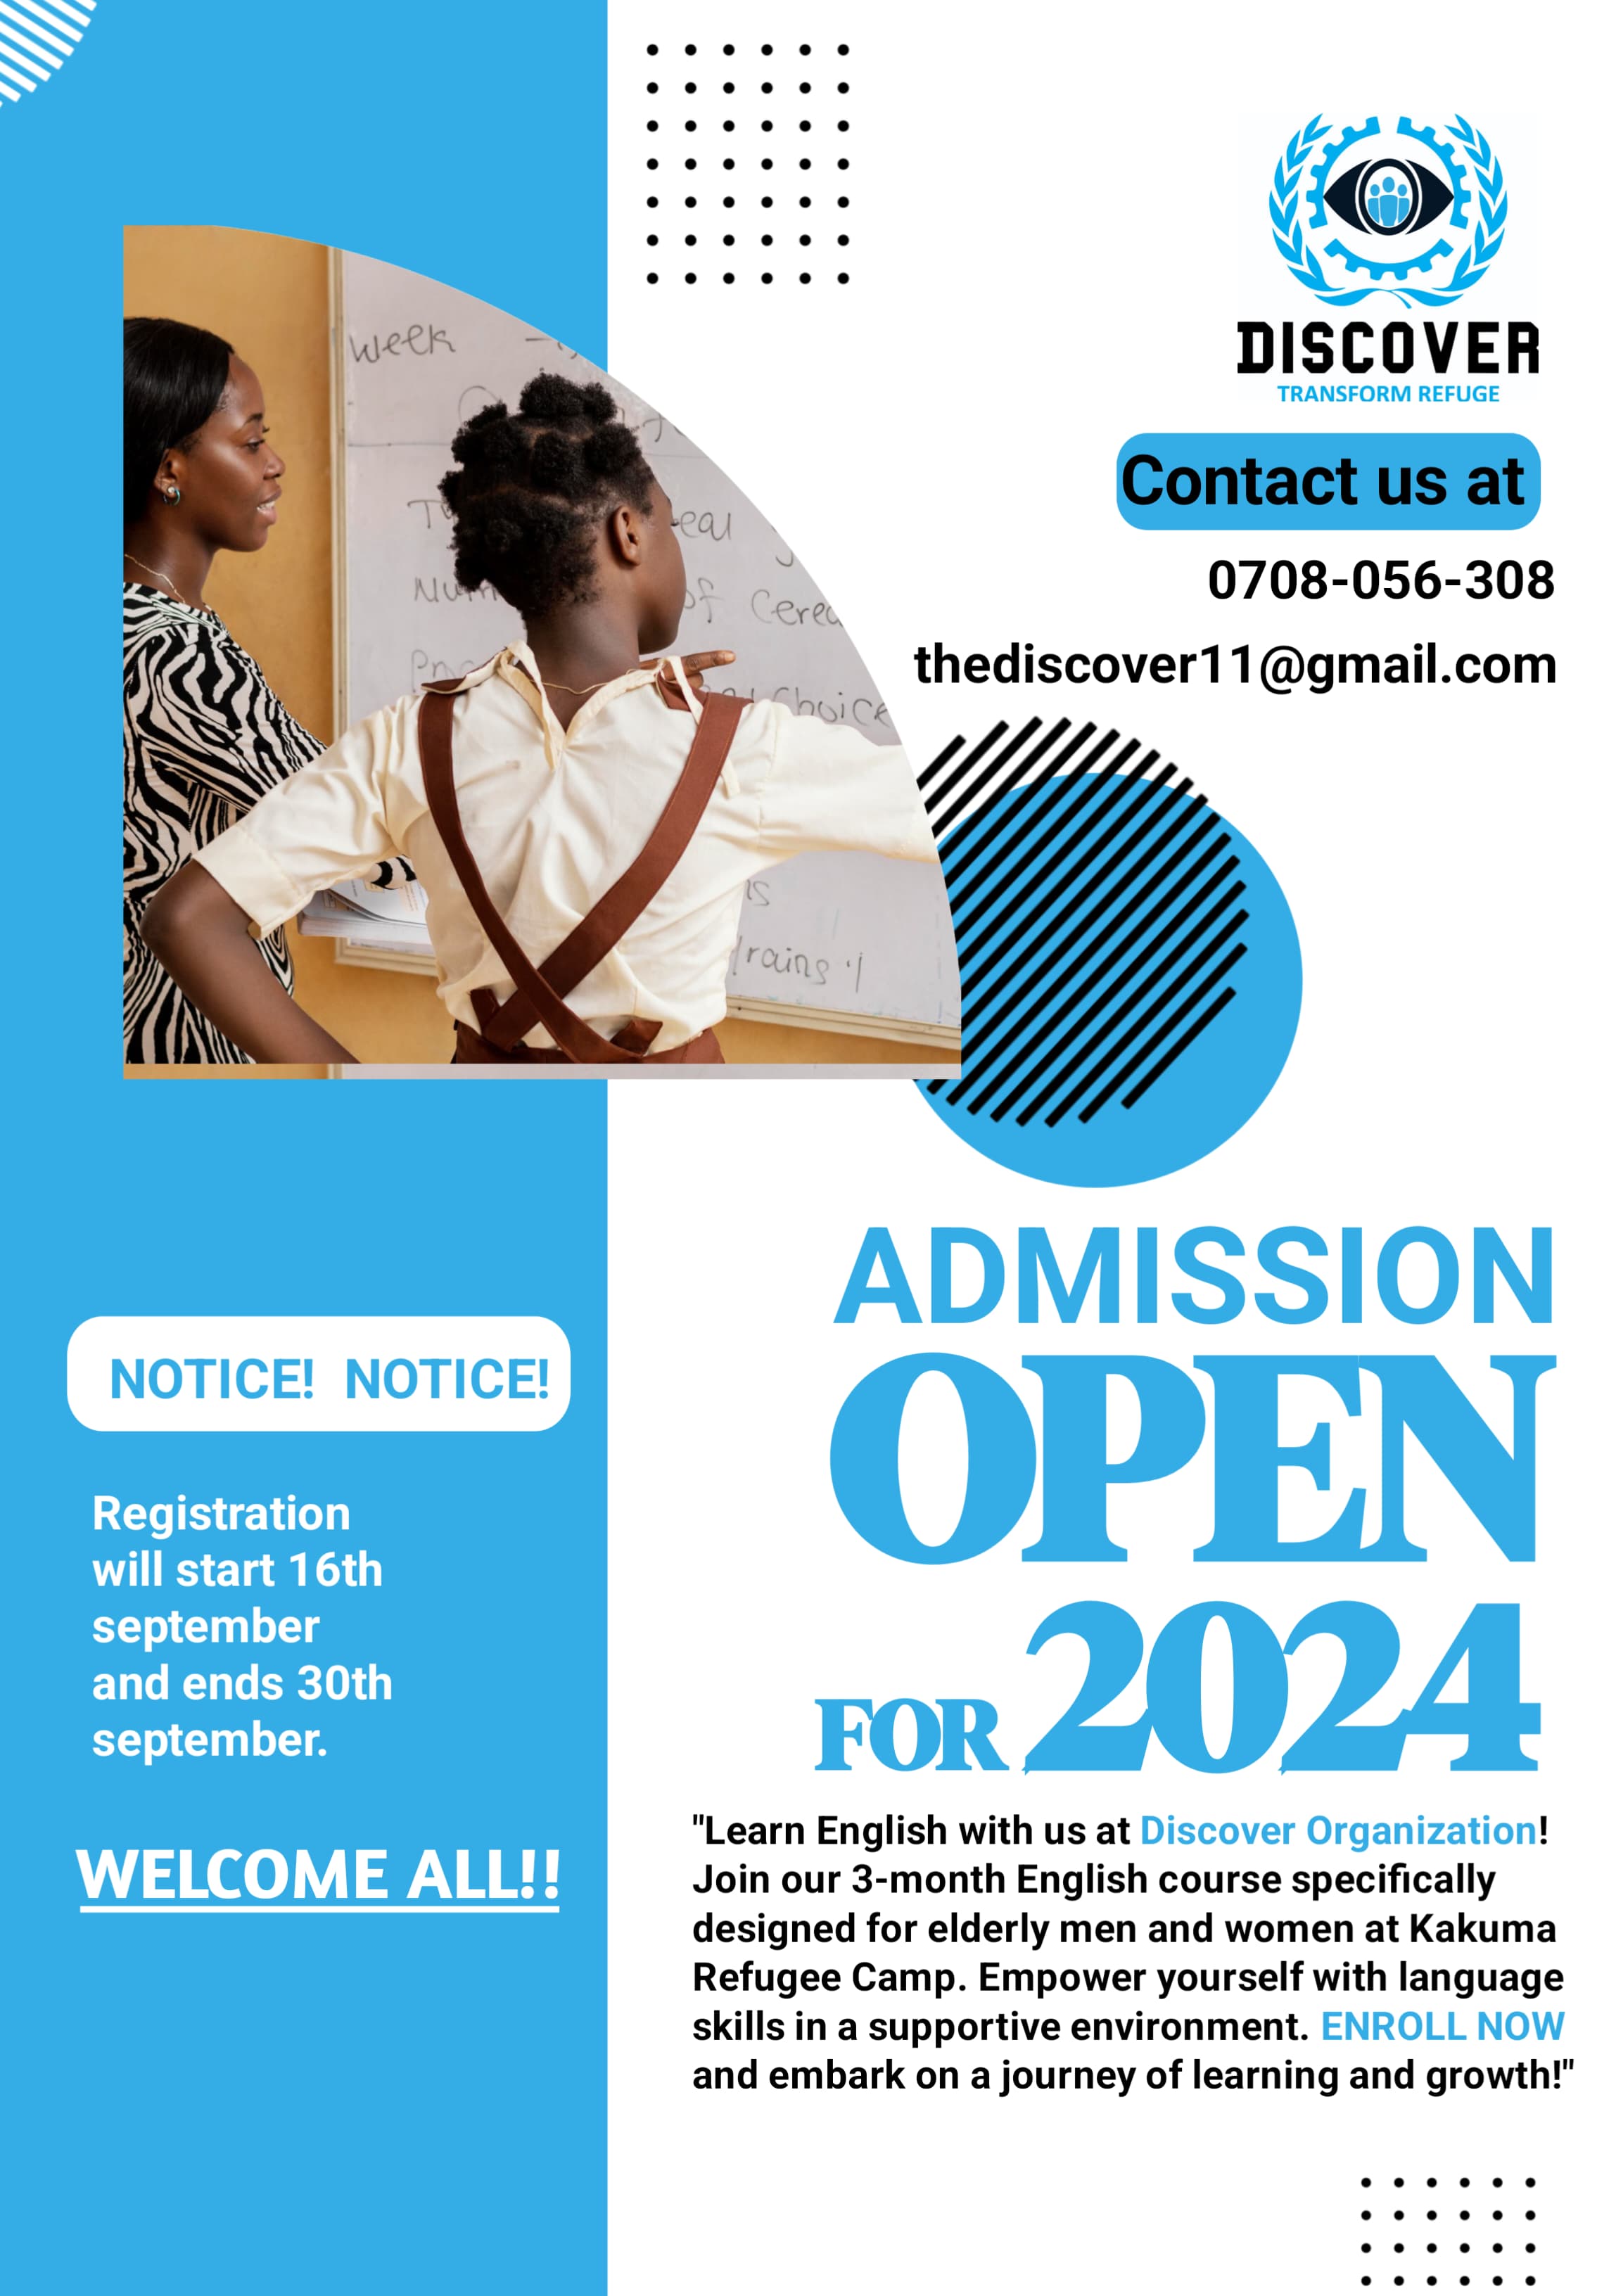 DISCOVER
TRANSFORM REFUGE
Contact us at
0708-056-308
thediscover11@gmail.com
week
of Cerea
Choice
ADMISSION
OPEN
FOR 2024
NOTICE! NOTICE!
Registration
will start 16th
september
and ends 30th
september.
WELCOME ALL!!
"Learn English with us at Discover Organization!
Join our 3-month English course specifically
designed for elderly men and women at Kakuma
Refugee Camp. Empower yourself with language
skills in a supportive environment. ENROLL NOW
and embark on a journey of learning and growth!"